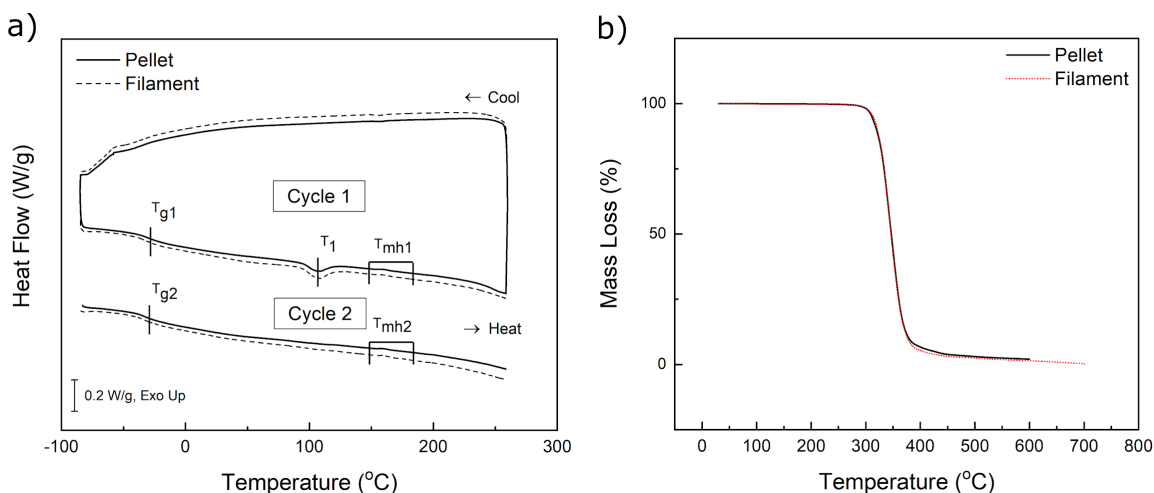 a)
Pellet
Filament
← Cool
Cycle 1
Tg1
T1
Tmh1
Tg2
Cycle 2
Tmh2
→ Heat
0.2 W/g, Exo Up
Heat Flow (W/g)
-100 0 100 200 300
Temperature (°C)
b)
Pellet
Filament
100
50
0
Mass Loss (%)
0 100 200 300 400 500 600 700 800
Temperature (°C)